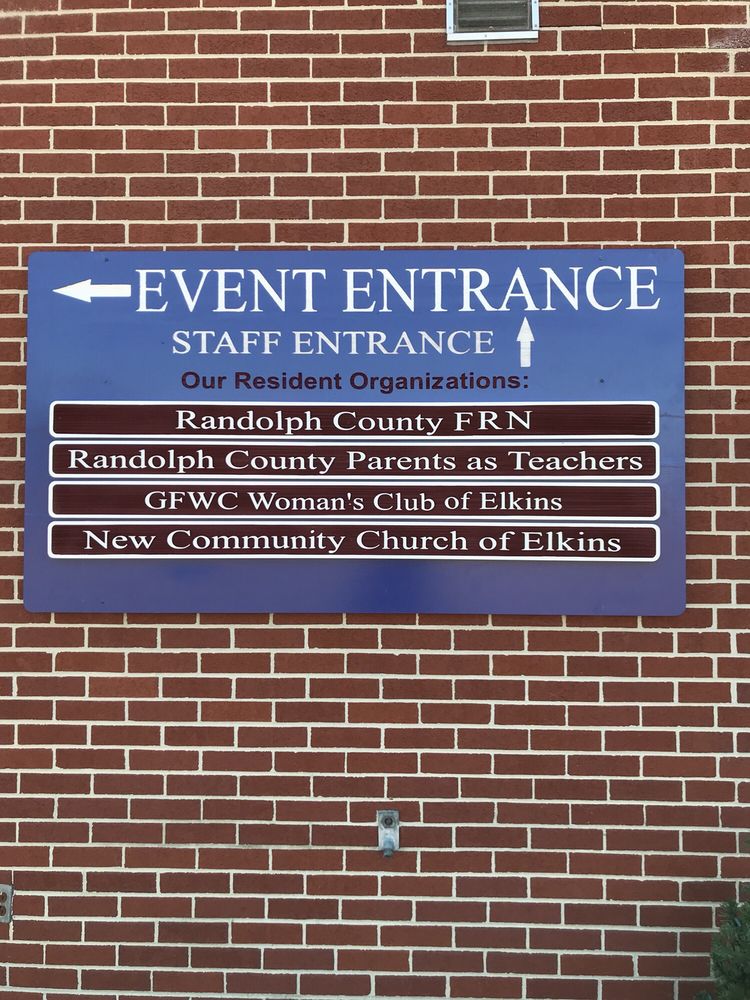 EVENT ENTRANCE
STAFF ENTRANCE
Our Resident Organizations:
Randolph County FRN
Randolph County Parents as Teachers
GFWC Woman's Club of Elkins
New Community Church of Elkins